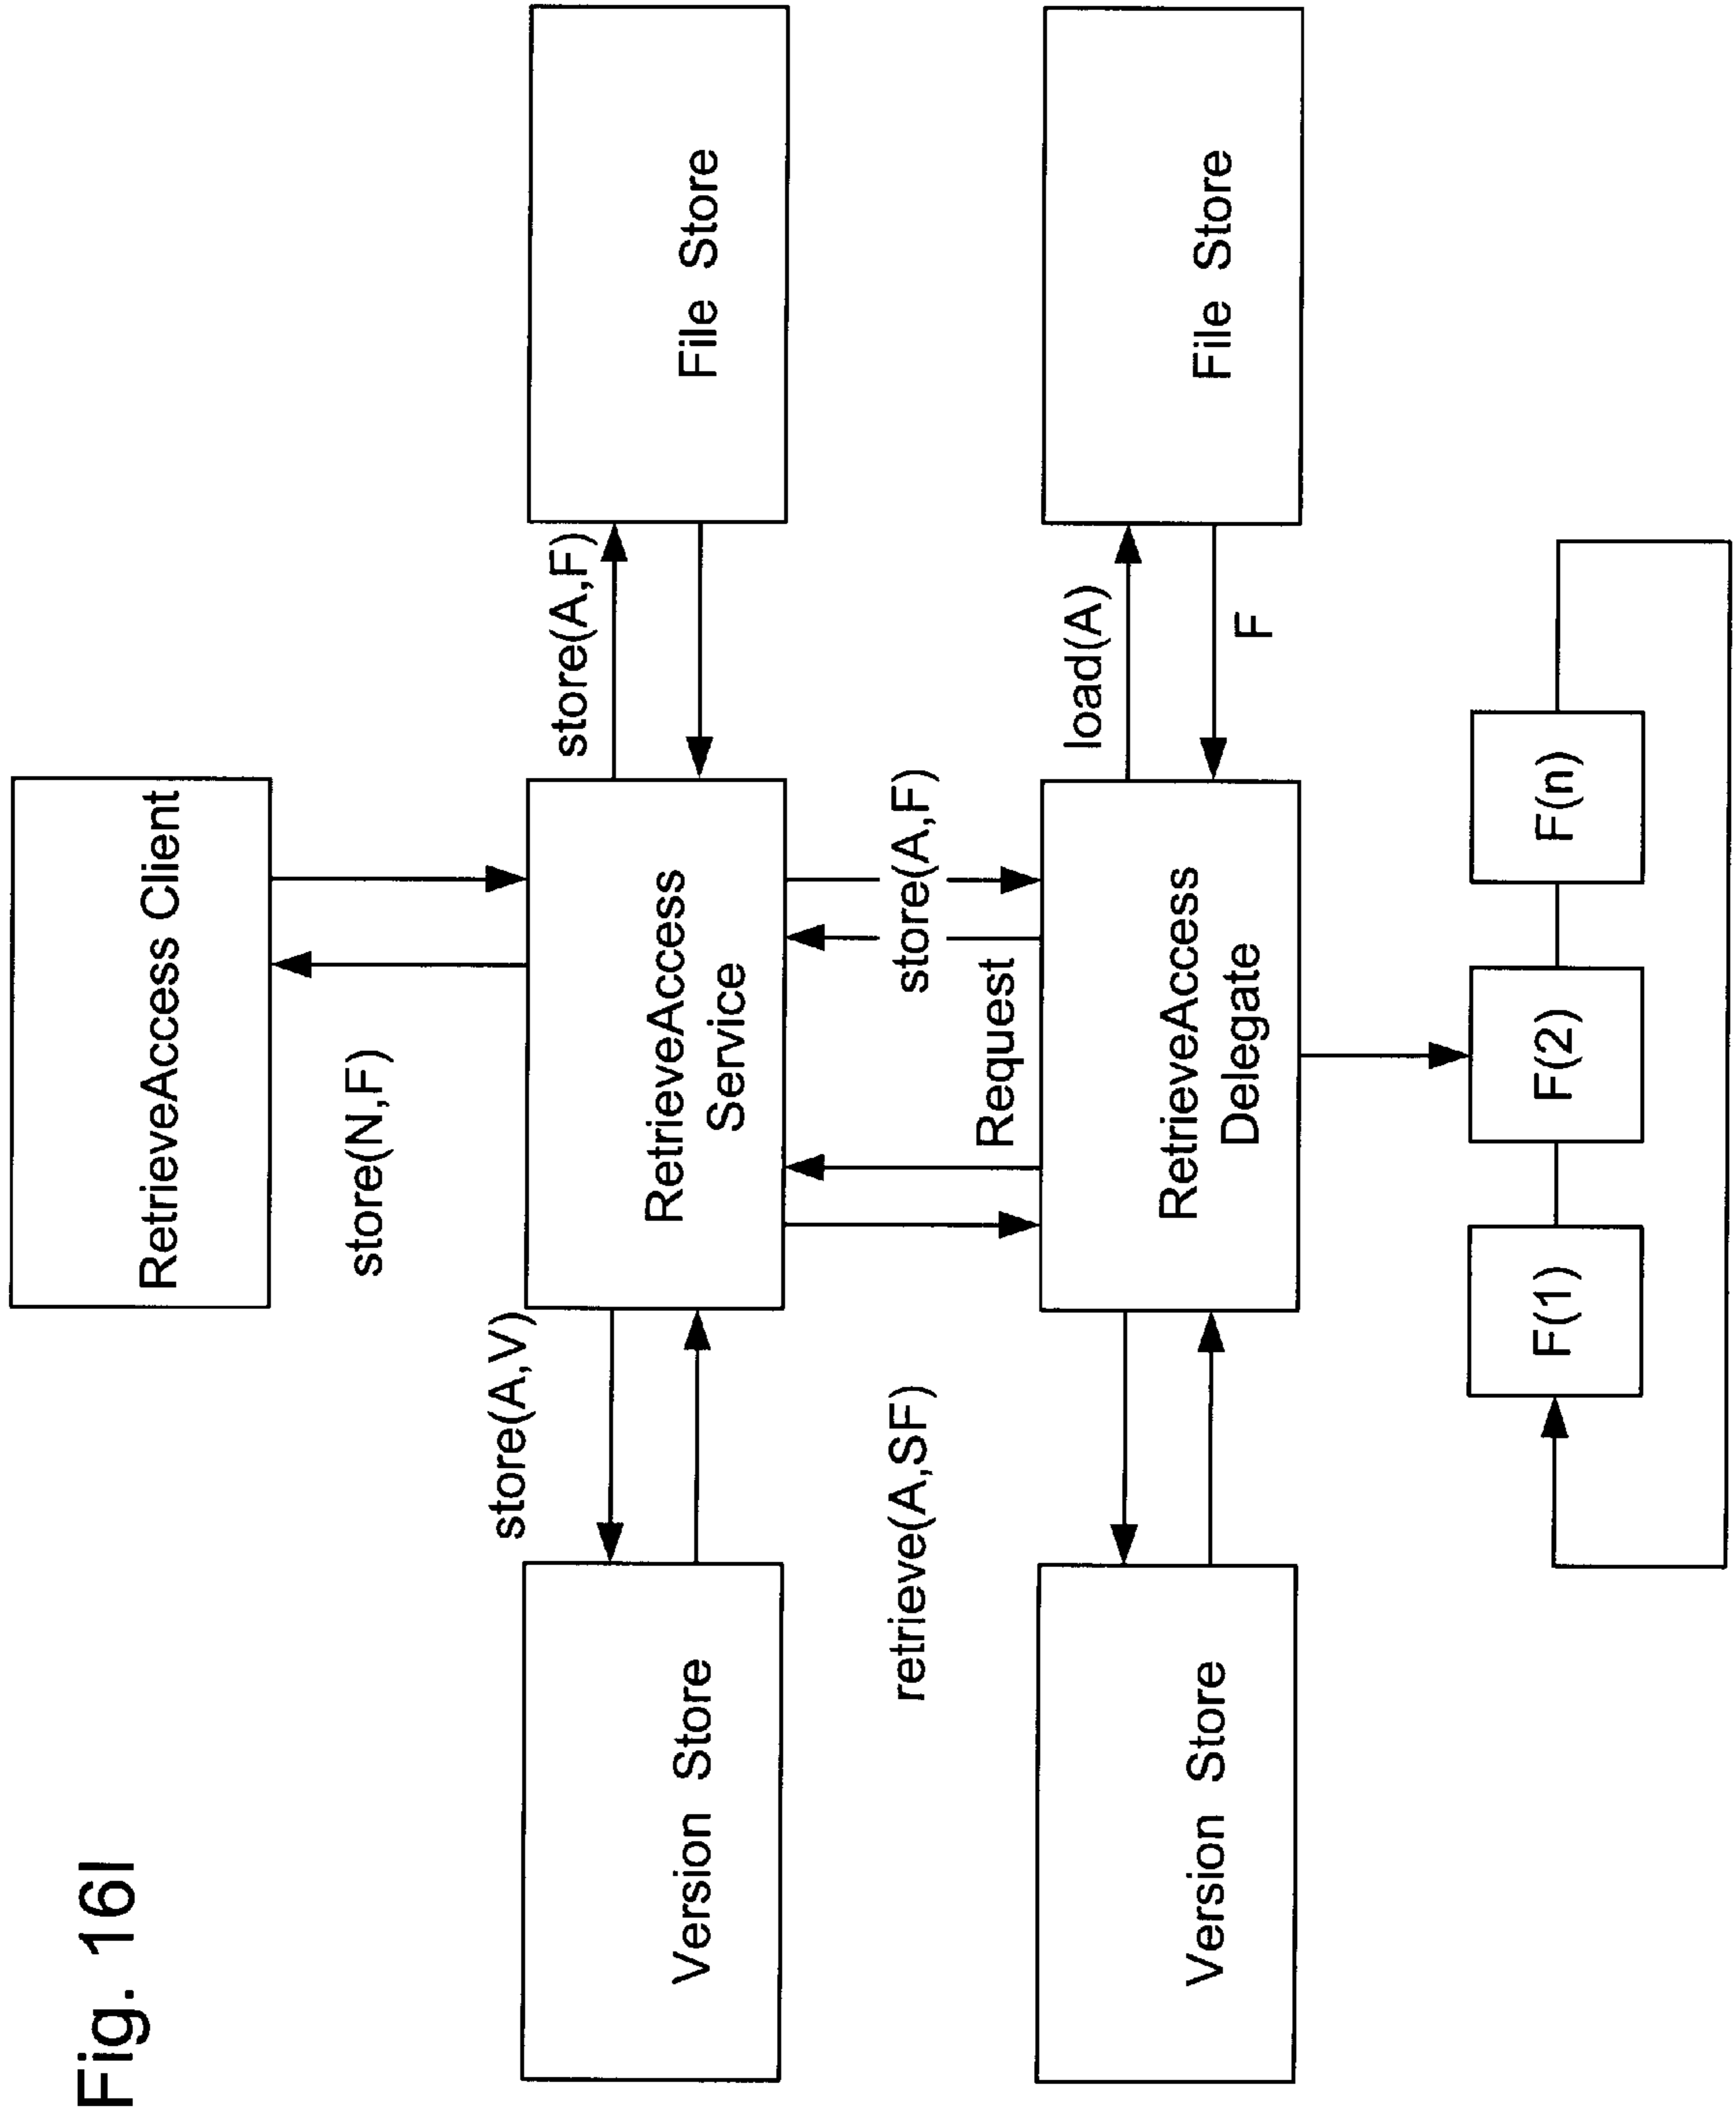 Fig. 16I
RetrieveAccess Client
store(N,F)
store(A,V)
store(A,F)
Version Store
RetrieveAccess
Service
File Store
retrieve(A,SF)
Request
store(A,F)
load(A)
Version Store
RetrieveAccess
Delegate
File Store
F
F(1)
F(2)
F(n)